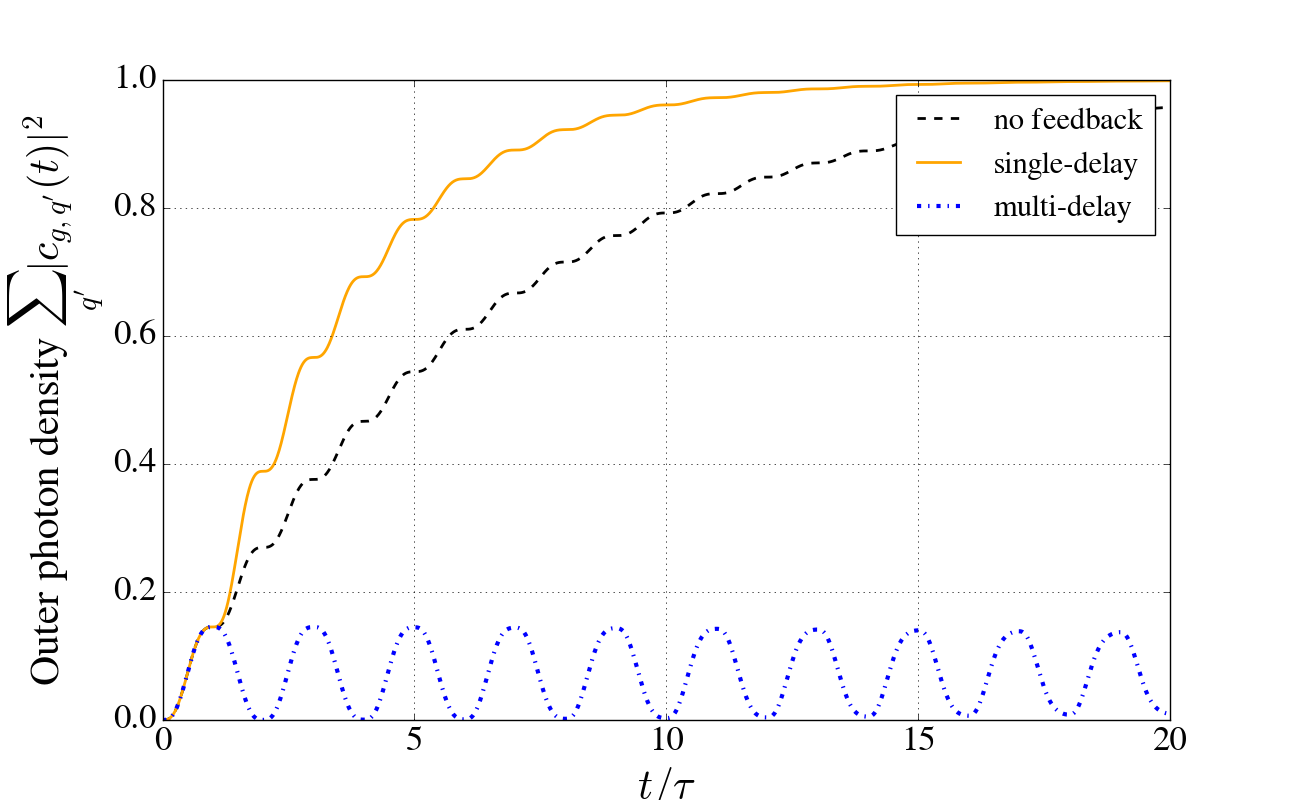 Outer photon density ∑_{q'} |c_{g,q'}(t)|^2
1.0
0.8
0.6
0.4
0.2
0.0
0
5
10
15
20
t/τ
no feedback
single-delay
multi-delay